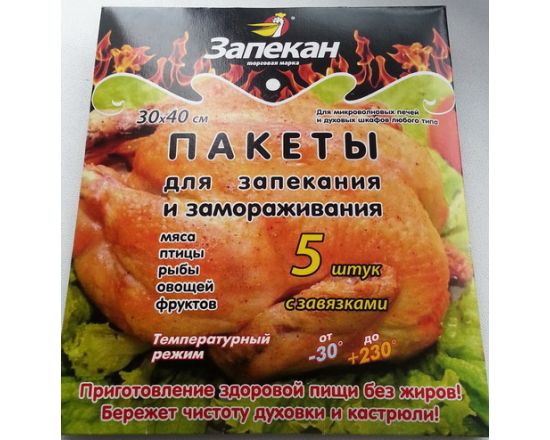 Запекан
торговая марка
30х40 см
Для микроволновых печей
и духовых шкафов любого типа
ПАКЕТЫ
для запекания
и замораживания
мяса
птицы
рыбы
овощей
фруктов
5 штук
с завязками
Температурный
режим
от -30° до +230°
Приготовление здоровой пищи без жиров!
Бережет чистоту духовки и кастрюли!